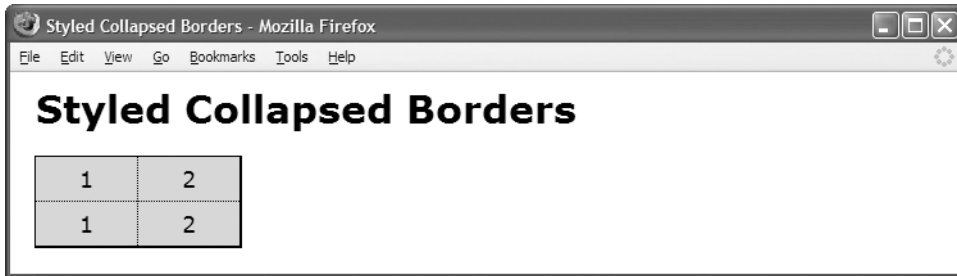 Styled Collapsed Borders - Mozilla Firefox
File Edit View Go Bookmarks Tools Help
Styled Collapsed Borders
1 2
1 2